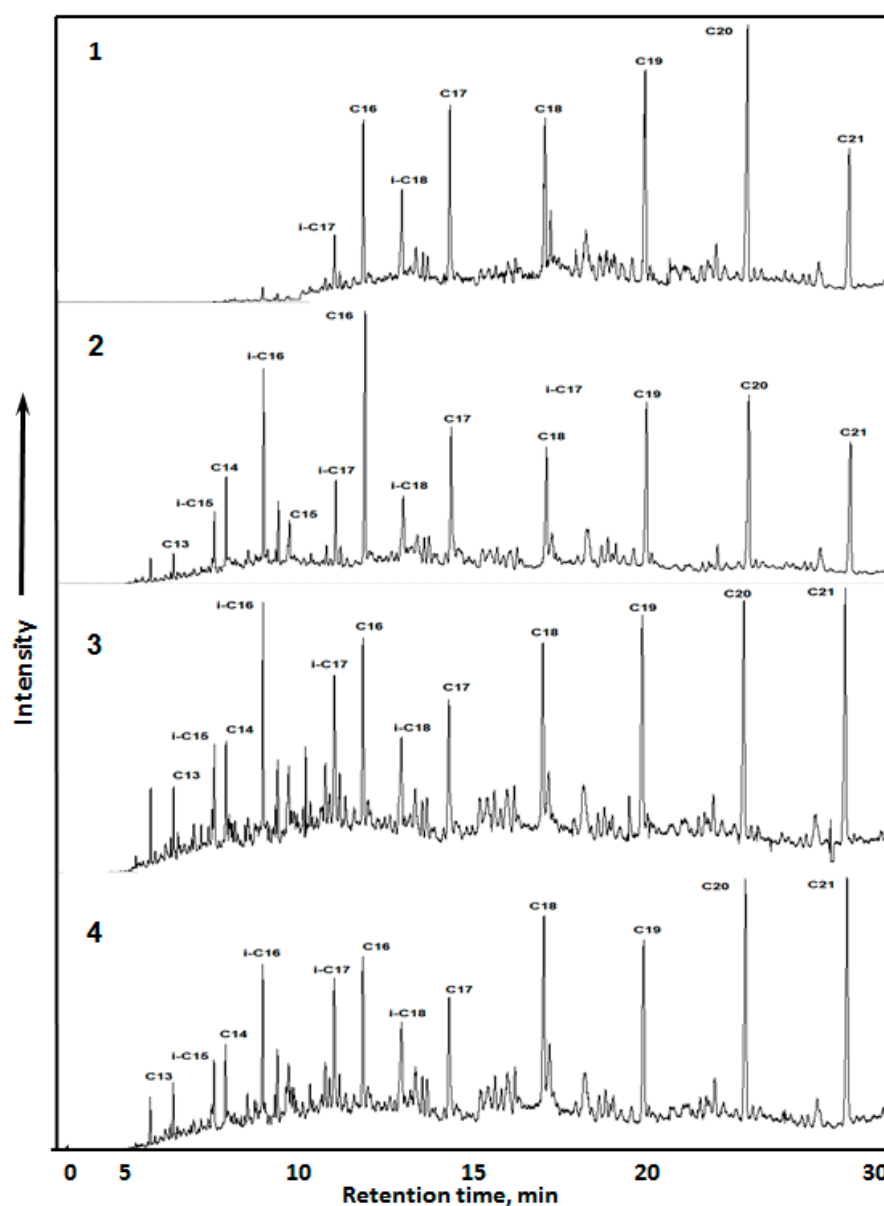 1
C20
C19
C17
C16
C18
C21
i-C18
i-C17
2
C16
i-C16
i-C17
C20
C19
C17
C21
C18
C14
i-C17
i-C18
i-C15
C15
C13
3
i-C16
C20
C21
C19
C16
C18
i-C17
C17
i-C15
C14
i-C18
C13
4
C20
C21
C18
C19
i-C16
C16
i-C17
C17
i-C18
C14
i-C15
C13
Intensity
0 5 10 15 20 30
Retention time, min